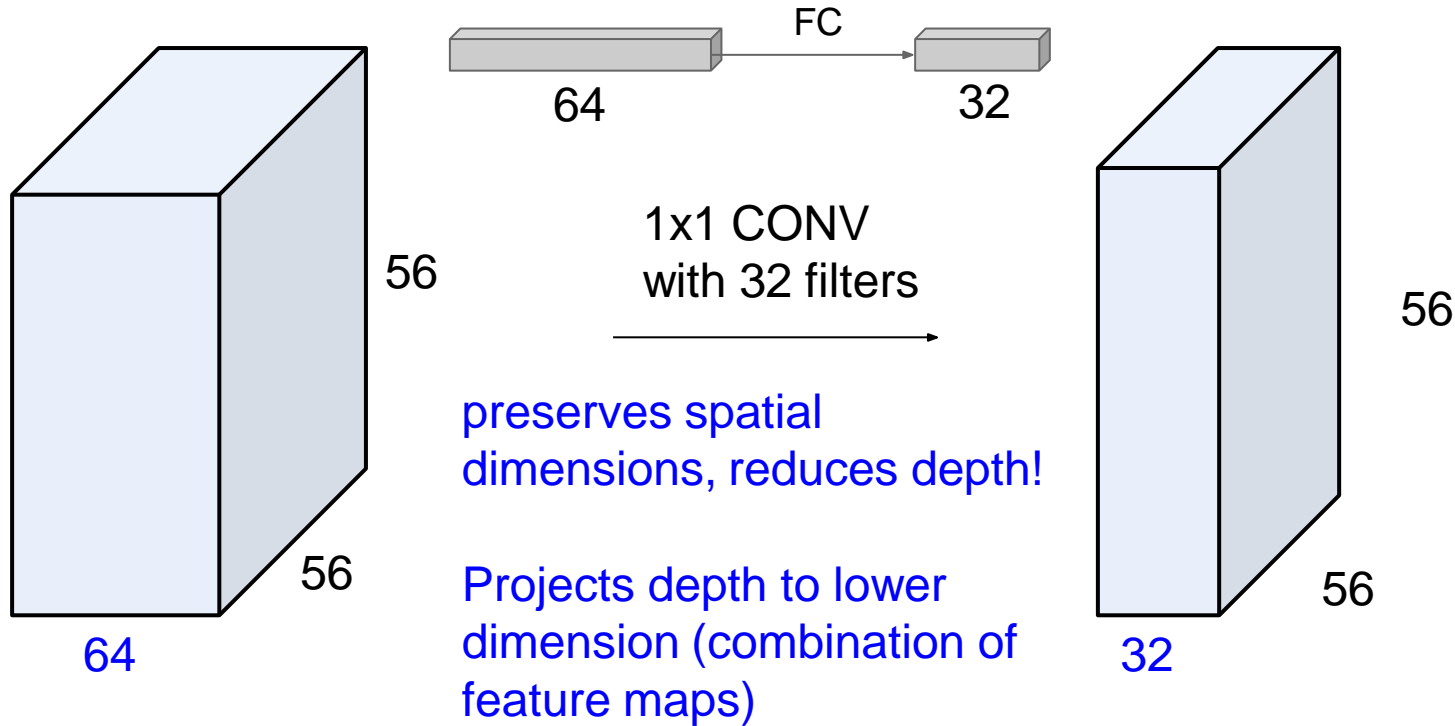 FC
64
32
1x1 CONV
with 32 filters
56
56
64
preserves spatial
dimensions, reduces depth!
Projects depth to lower
dimension (combination of
feature maps)
56
56
32